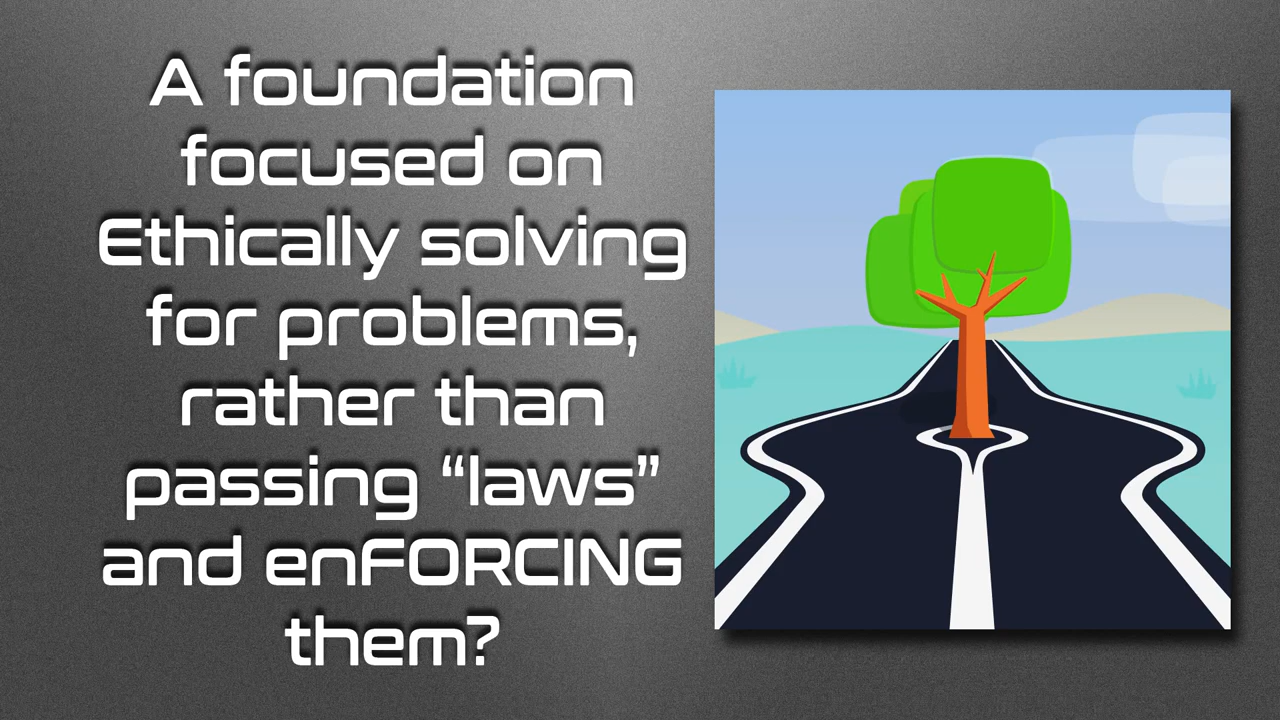 A foundation
focused on
Ethically solving
for problems,
rather than
passing “laws”
and enFORCING
them?